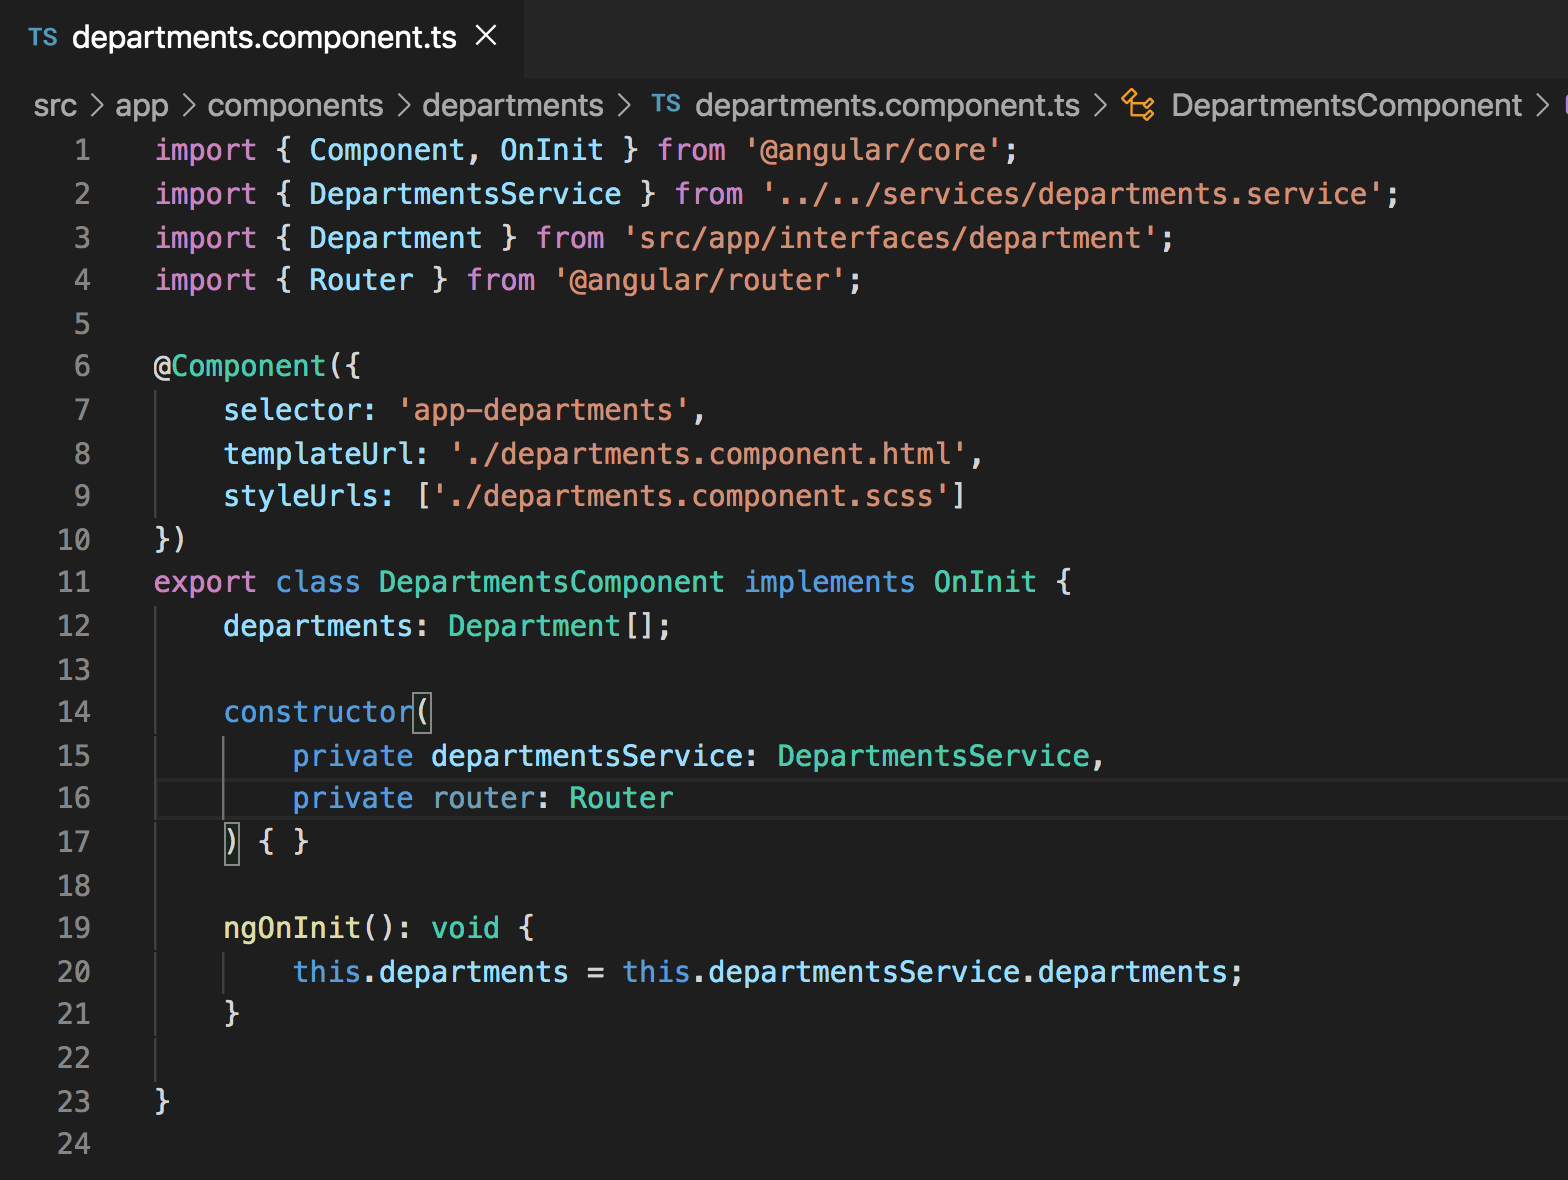 TS departments.component.ts
src > app > components > departments > TS departments.component.ts > DepartmentsComponent >
1 import { Component, OnInit } from '@angular/core';
2 import { DepartmentsService } from '../../services/departments.service';
3 import { Department } from 'src/app/interfaces/department';
4 import { Router } from '@angular/router';
5
6 @Component({
7     selector: 'app-departments',
8     templateUrl: './departments.component.html',
9     styleUrls: ['./departments.component.scss']
10 })
11 export class DepartmentsComponent implements OnInit {
12     departments: Department[];
13
14     constructor(
15         private departmentsService: DepartmentsService,
16         private router: Router
17     ) { }
18
19     ngOnInit(): void {
20         this.departments = this.departmentsService.departments;
21     }
22
23 }
24